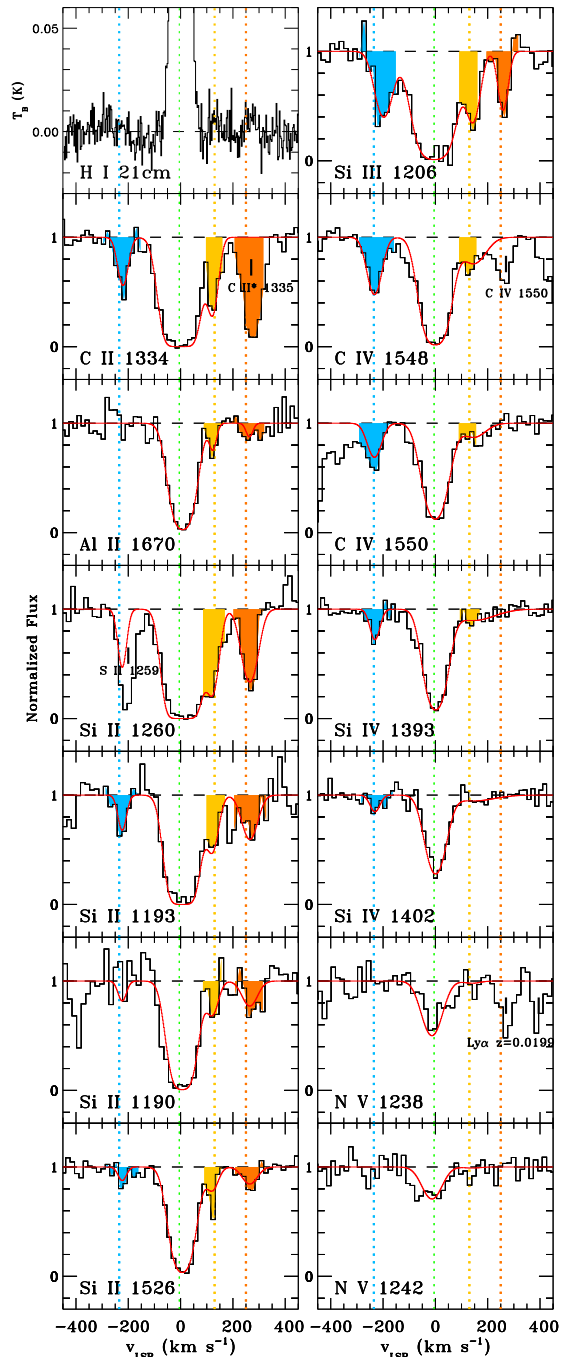 0.05
T_B (K)
0.00
H I 21cm
1
0
Si III 1206
1
C II* 1335
0
C II 1334
1
C IV 1550
0
C IV 1548
1
0
Al II 1670
1
0
C IV 1550
Normalized Flux
1
S II 1259
0
Si II 1260
1
0
Si IV 1393
1
0
Si II 1193
1
0
Si IV 1402
1
0
Si II 1190
1
Lyα z=0.0199
0
N V 1238
1
0
Si II 1526
1
0
N V 1242
−400 −200 0 200 400
v_LSR (km s⁻¹)
−400 −200 0 200 400
v_LSR (km s⁻¹)